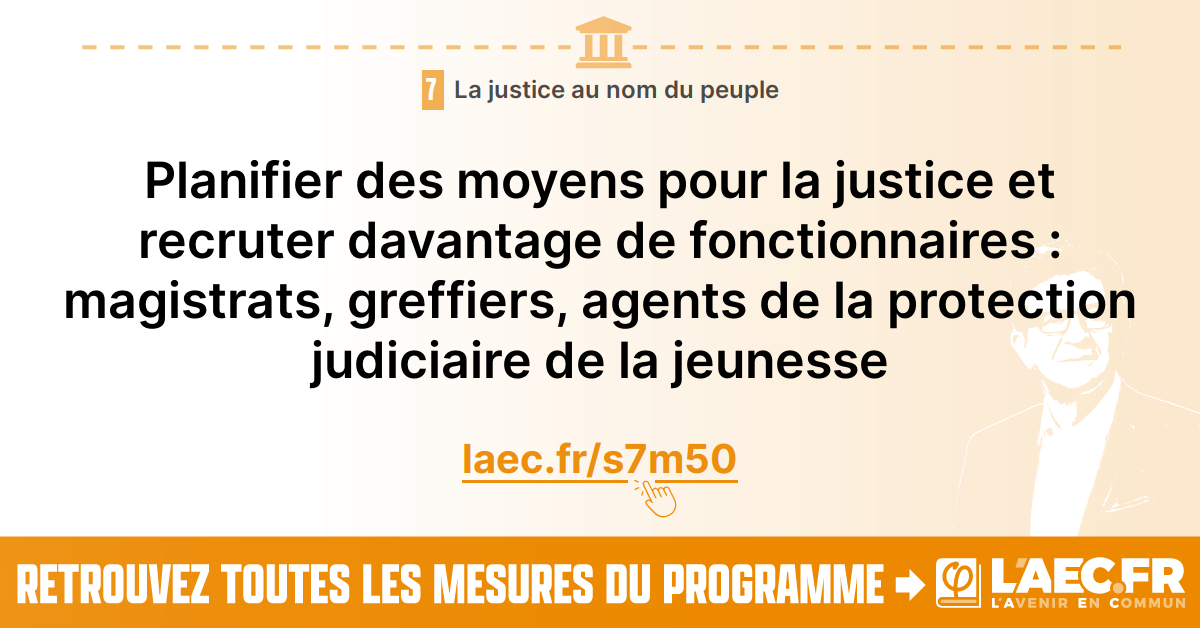 7 La justice au nom du peuple
Planifier des moyens pour la justice et
recruter davantage de fonctionnaires :
magistrats, greffiers, agents de la protection
judiciaire de la jeunesse
laec.fr/s7m50
RETROUVEZ TOUTES LES MESURES DU PROGRAMME
φ L'AEC.FR
L'AVENIR EN COMMUN